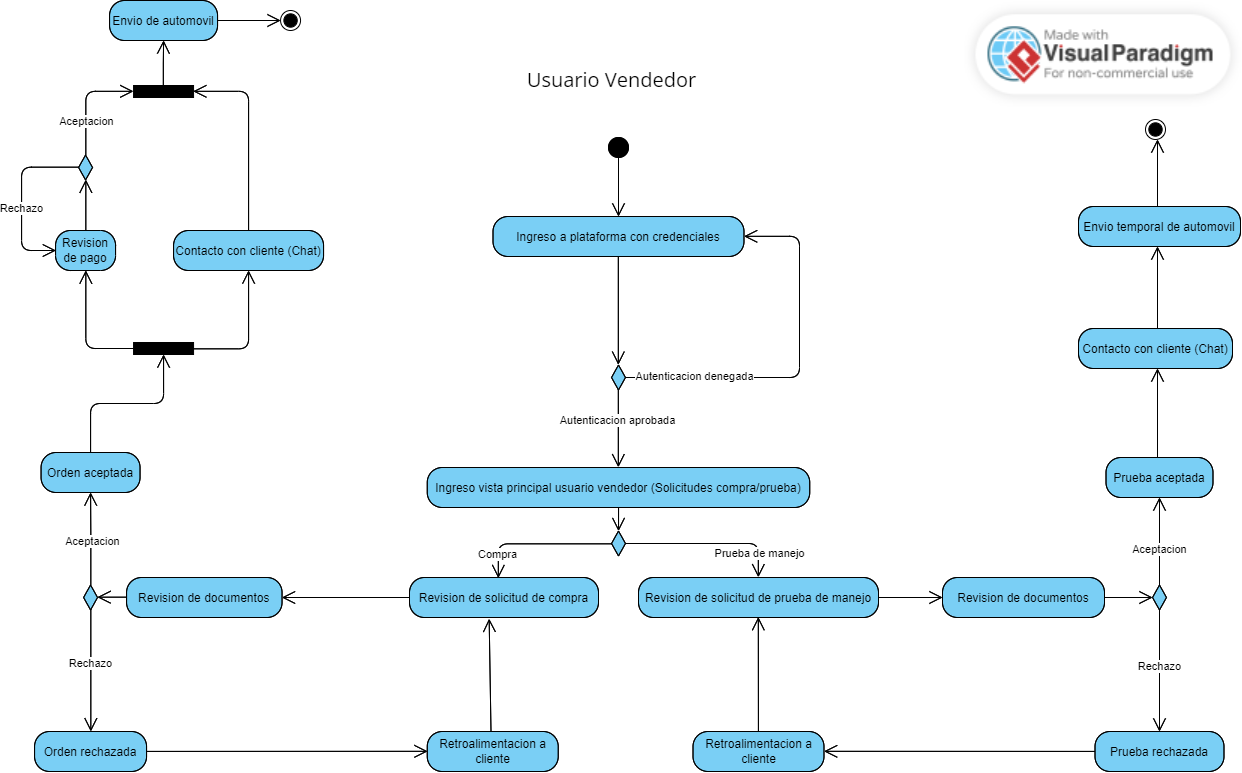 Envio de automovil
Made with
Visual Paradigm
For non-commercial use
Usuario Vendedor
Aceptacion
Rechazo
Revision
de pago
Contacto con cliente (Chat)
Ingreso a plataforma con credenciales
Envio temporal de automovil
Contacto con cliente (Chat)
Autenticacion denegada
Autenticacion aprobada
Orden aceptada
Ingreso vista principal usuario vendedor (Solicitudes compra/prueba)
Prueba aceptada
Aceptacion
Compra
Prueba de manejo
Aceptacion
Revision de documentos
Revision de solicitud de compra
Revision de solicitud de prueba de manejo
Revision de documentos
Rechazo
Rechazo
Orden rechazada
Retroalimentacion a
cliente
Retroalimentacion a
cliente
Prueba rechazada